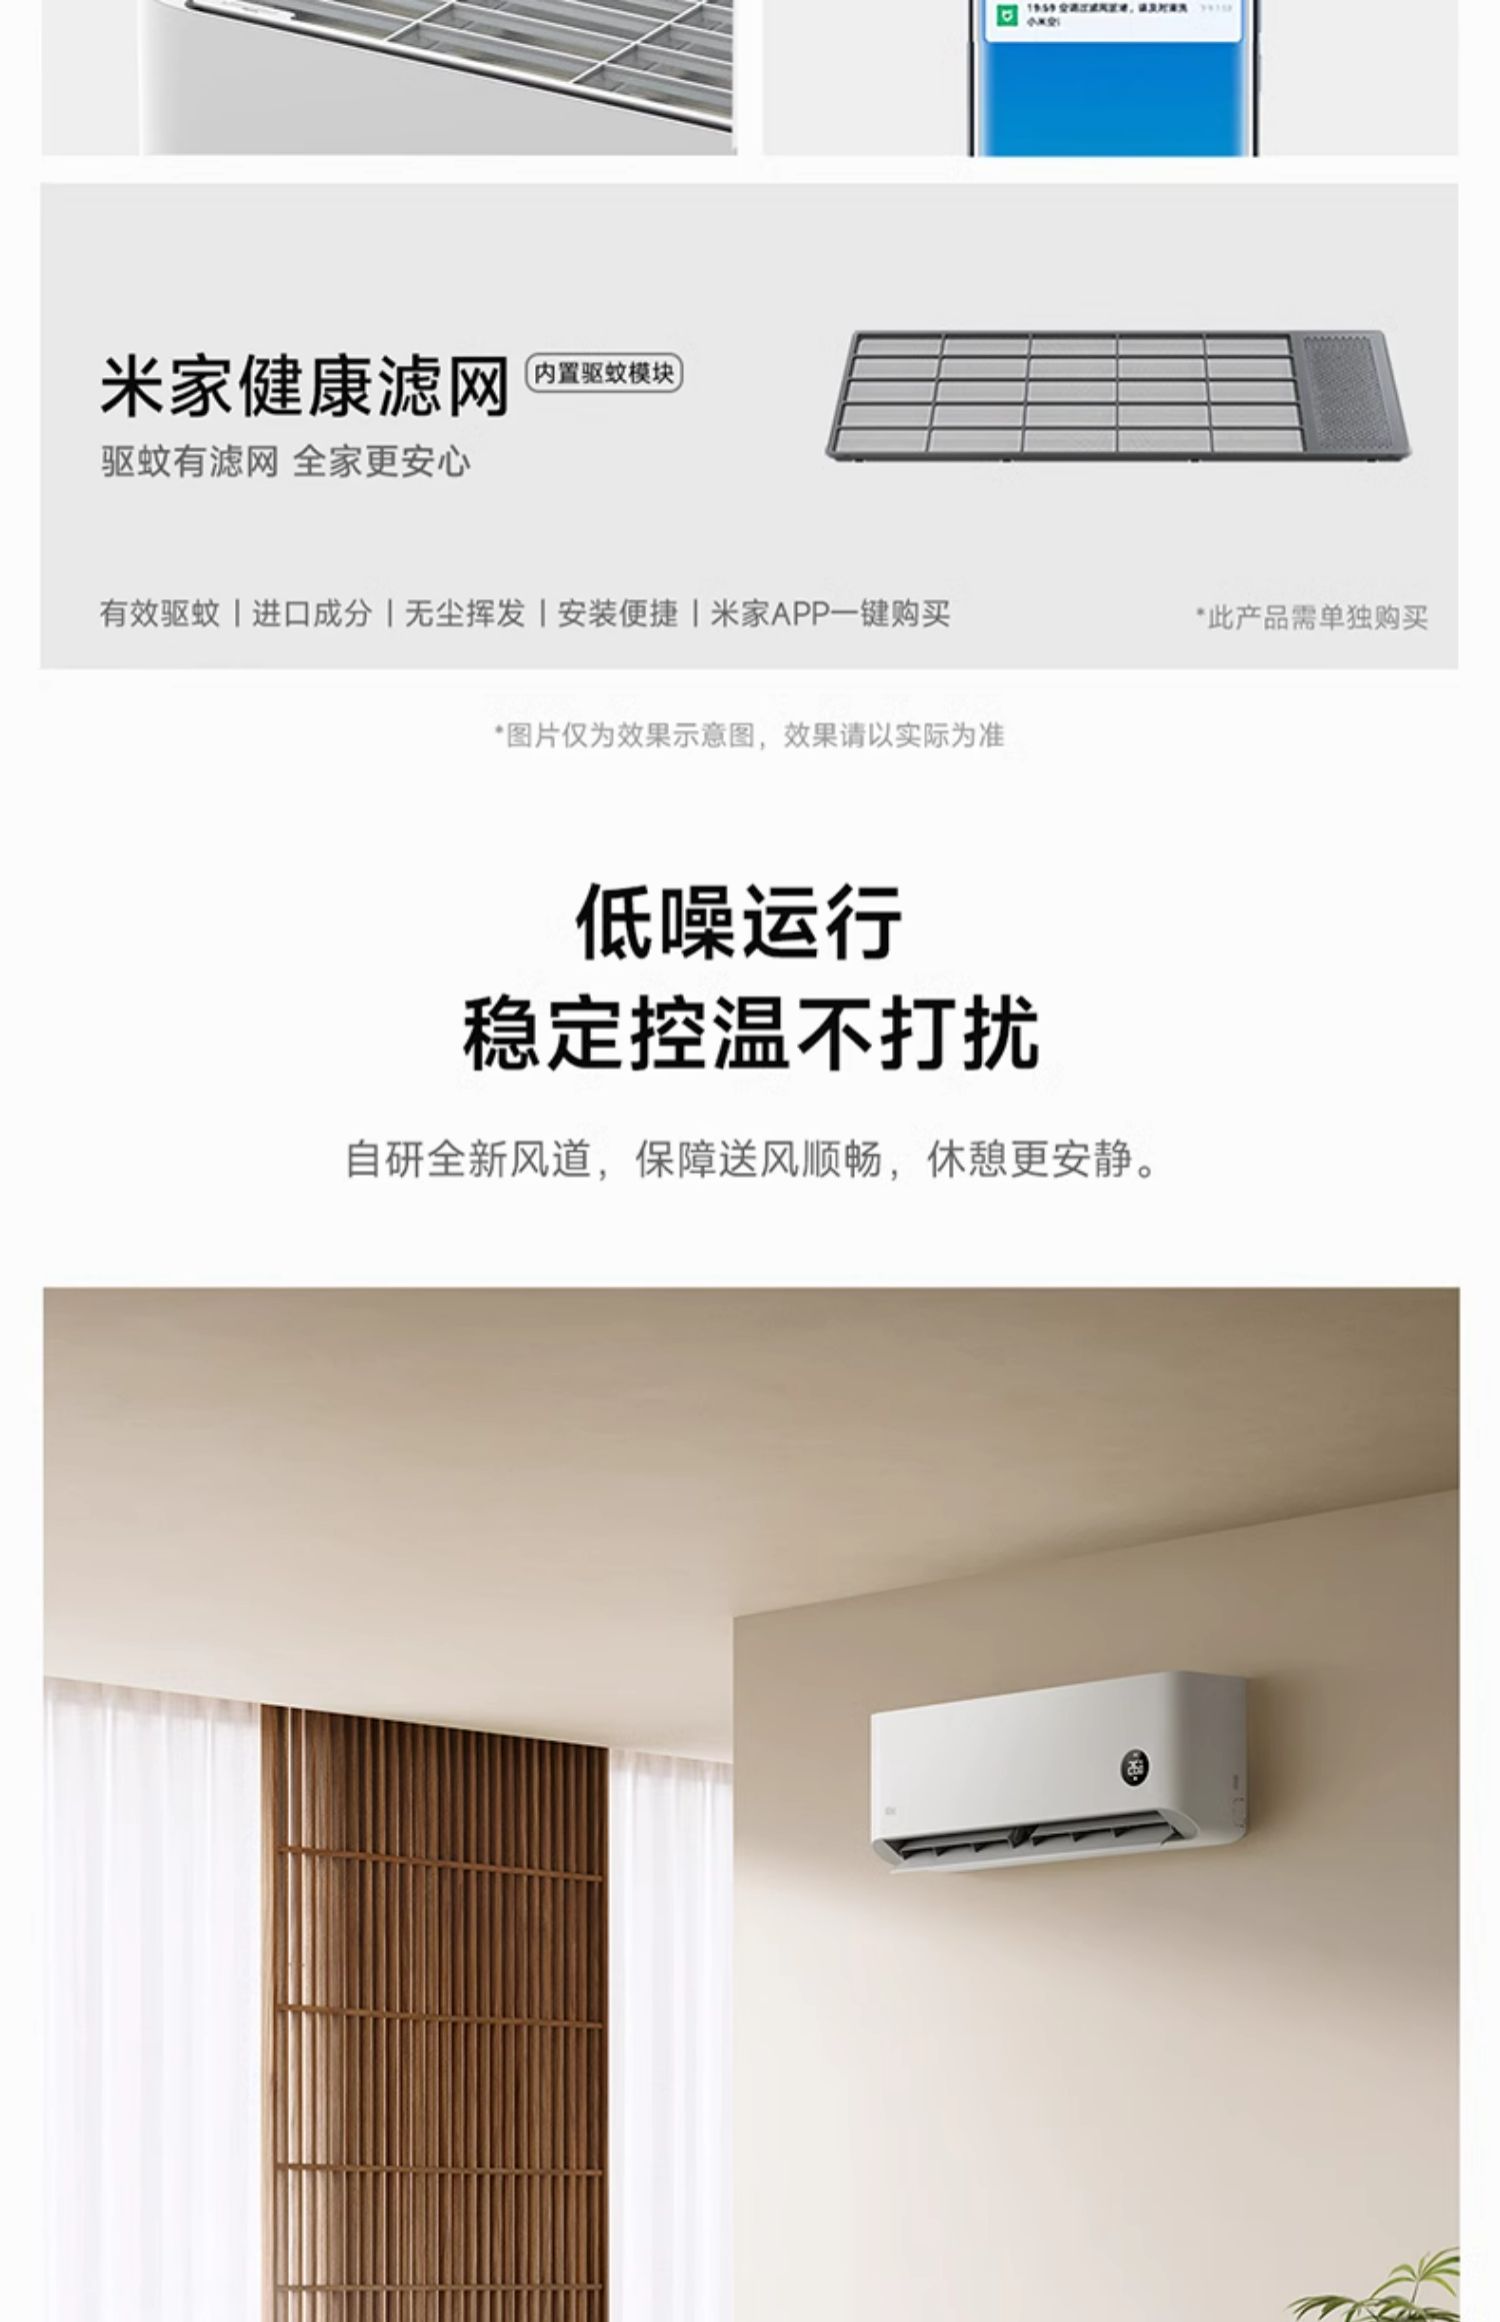 米家健康滤网
内置驱蚊模块
驱蚊有滤网 全家更安心
有效驱蚊丨进口成分丨无尘挥发丨安装便捷丨米家APP一键购买
*此产品需单独购买
*图片仅为效果示意图，效果请以实际为准
低噪运行
稳定控温不打扰
自研全新风道，保障送风顺畅，休憩更安静。